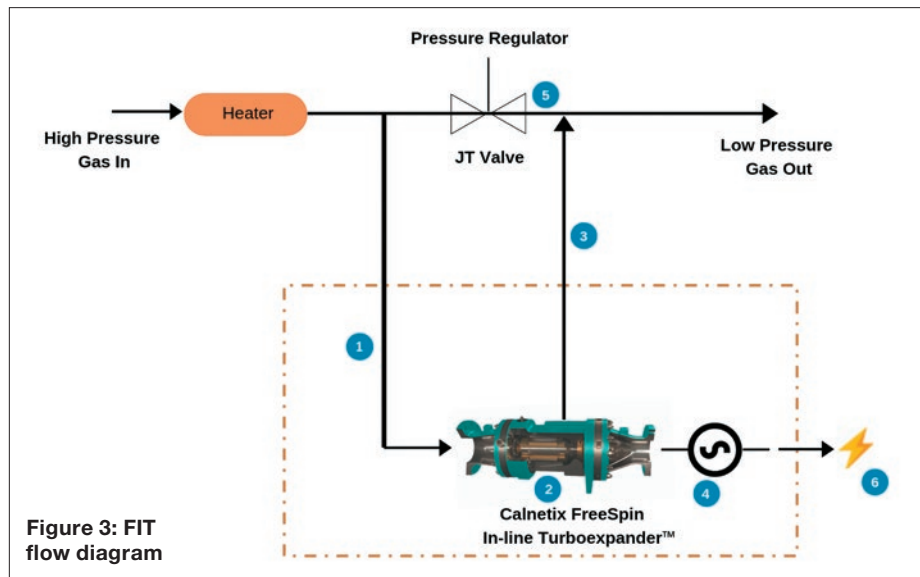 Pressure Regulator
5
Heater
High Pressure
Gas In
JT Valve
Low Pressure
Gas Out
3
1
2
4
6
Calnetix FreeSpin
In-line Turboexpander™
Figure 3: FIT
flow diagram